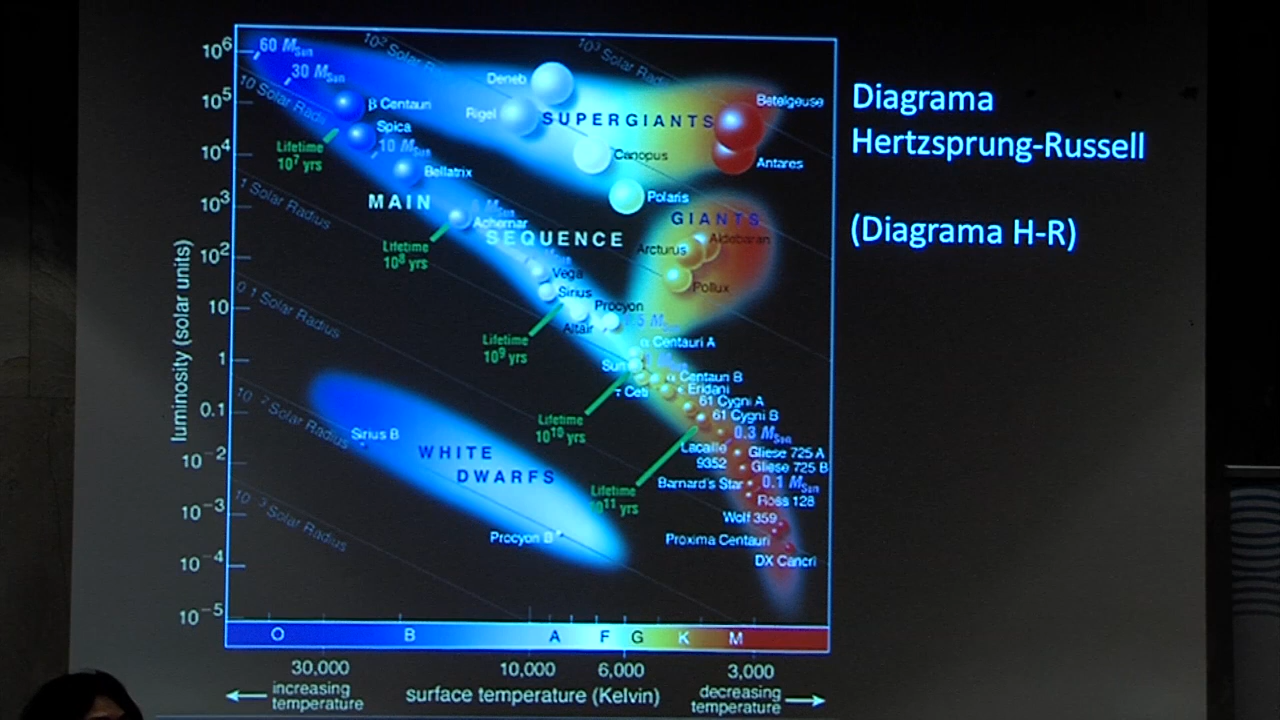 Diagrama
Hertzsprung-Russell
(Diagrama H-R)
luminosity (solar units)
10⁶
10⁵
10⁴
10³
10²
10
1
0.1
10⁻²
10⁻³
10⁻⁴
10⁻⁵
60 M_Sun
30 M_Sun
10² Solar
10³ Solar
10 Solar
1 Solar Radius
0.1 Solar Radius
10⁻² Solar Radius
10⁻³ Solar Radius
Deneb
Rigel
SUPERGIANTS
Betelgeuse
Antares
Canopus
Polaris
β Centauri
Spica
10 M_Sun
Lifetime
10⁷ yrs
Bellatrix
MAIN
SEQUENCE
Achernar
Lifetime
10⁸ yrs
GIANTS
Aldebaran
Arcturus
Pollux
Vega
Sirius
Procyon
Altair
Lifetime
10⁹ yrs
α Centauri A
Sun
α Centauri B
τ Ceti
Eridani
61 Cygni A
61 Cygni B
Lifetime
10¹⁰ yrs
0.3 M_Sun
Lacaille
9352
Gliese 725 A
Gliese 725 B
Barnard's Star
0.1 M_Sun
Ross 128
Lifetime
10¹¹ yrs
Wolf 359
Proxima Centauri
DX Cancri
Sirius B
WHITE
DWARFS
Procyon B
O B A F G K M
30,000 10,000 6,000 3,000
increasing
temperature
surface temperature (Kelvin)
decreasing
temperature